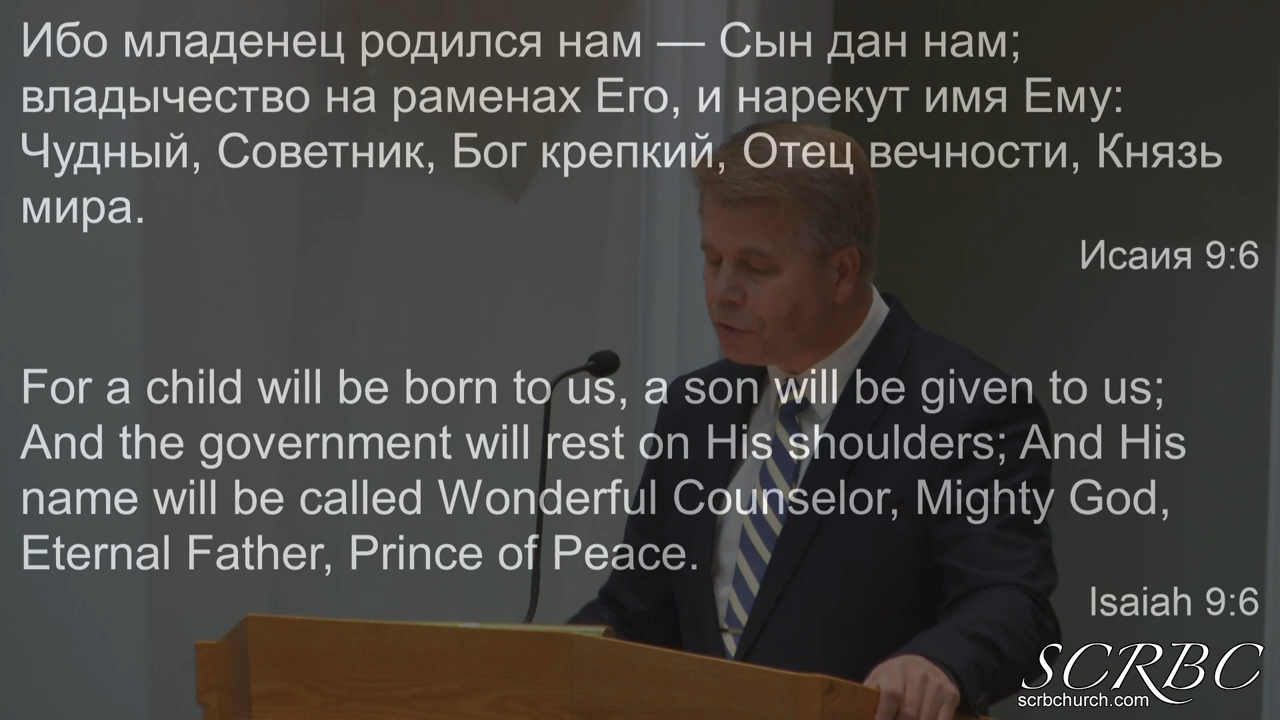 Ибо младенец родился нам — Сын дан нам;
владычество на раменах Его, и нарекут имя Ему:
Чудный, Советник, Бог крепкий, Отец вечности, Князь
мира.
Исаия 9:6
For a child will be born to us, a son will be given to us;
And the government will rest on His shoulders; And His
name will be called Wonderful Counselor, Mighty God,
Eternal Father, Prince of Peace.
Isaiah 9:6
SCRBC
scrbchurch.com